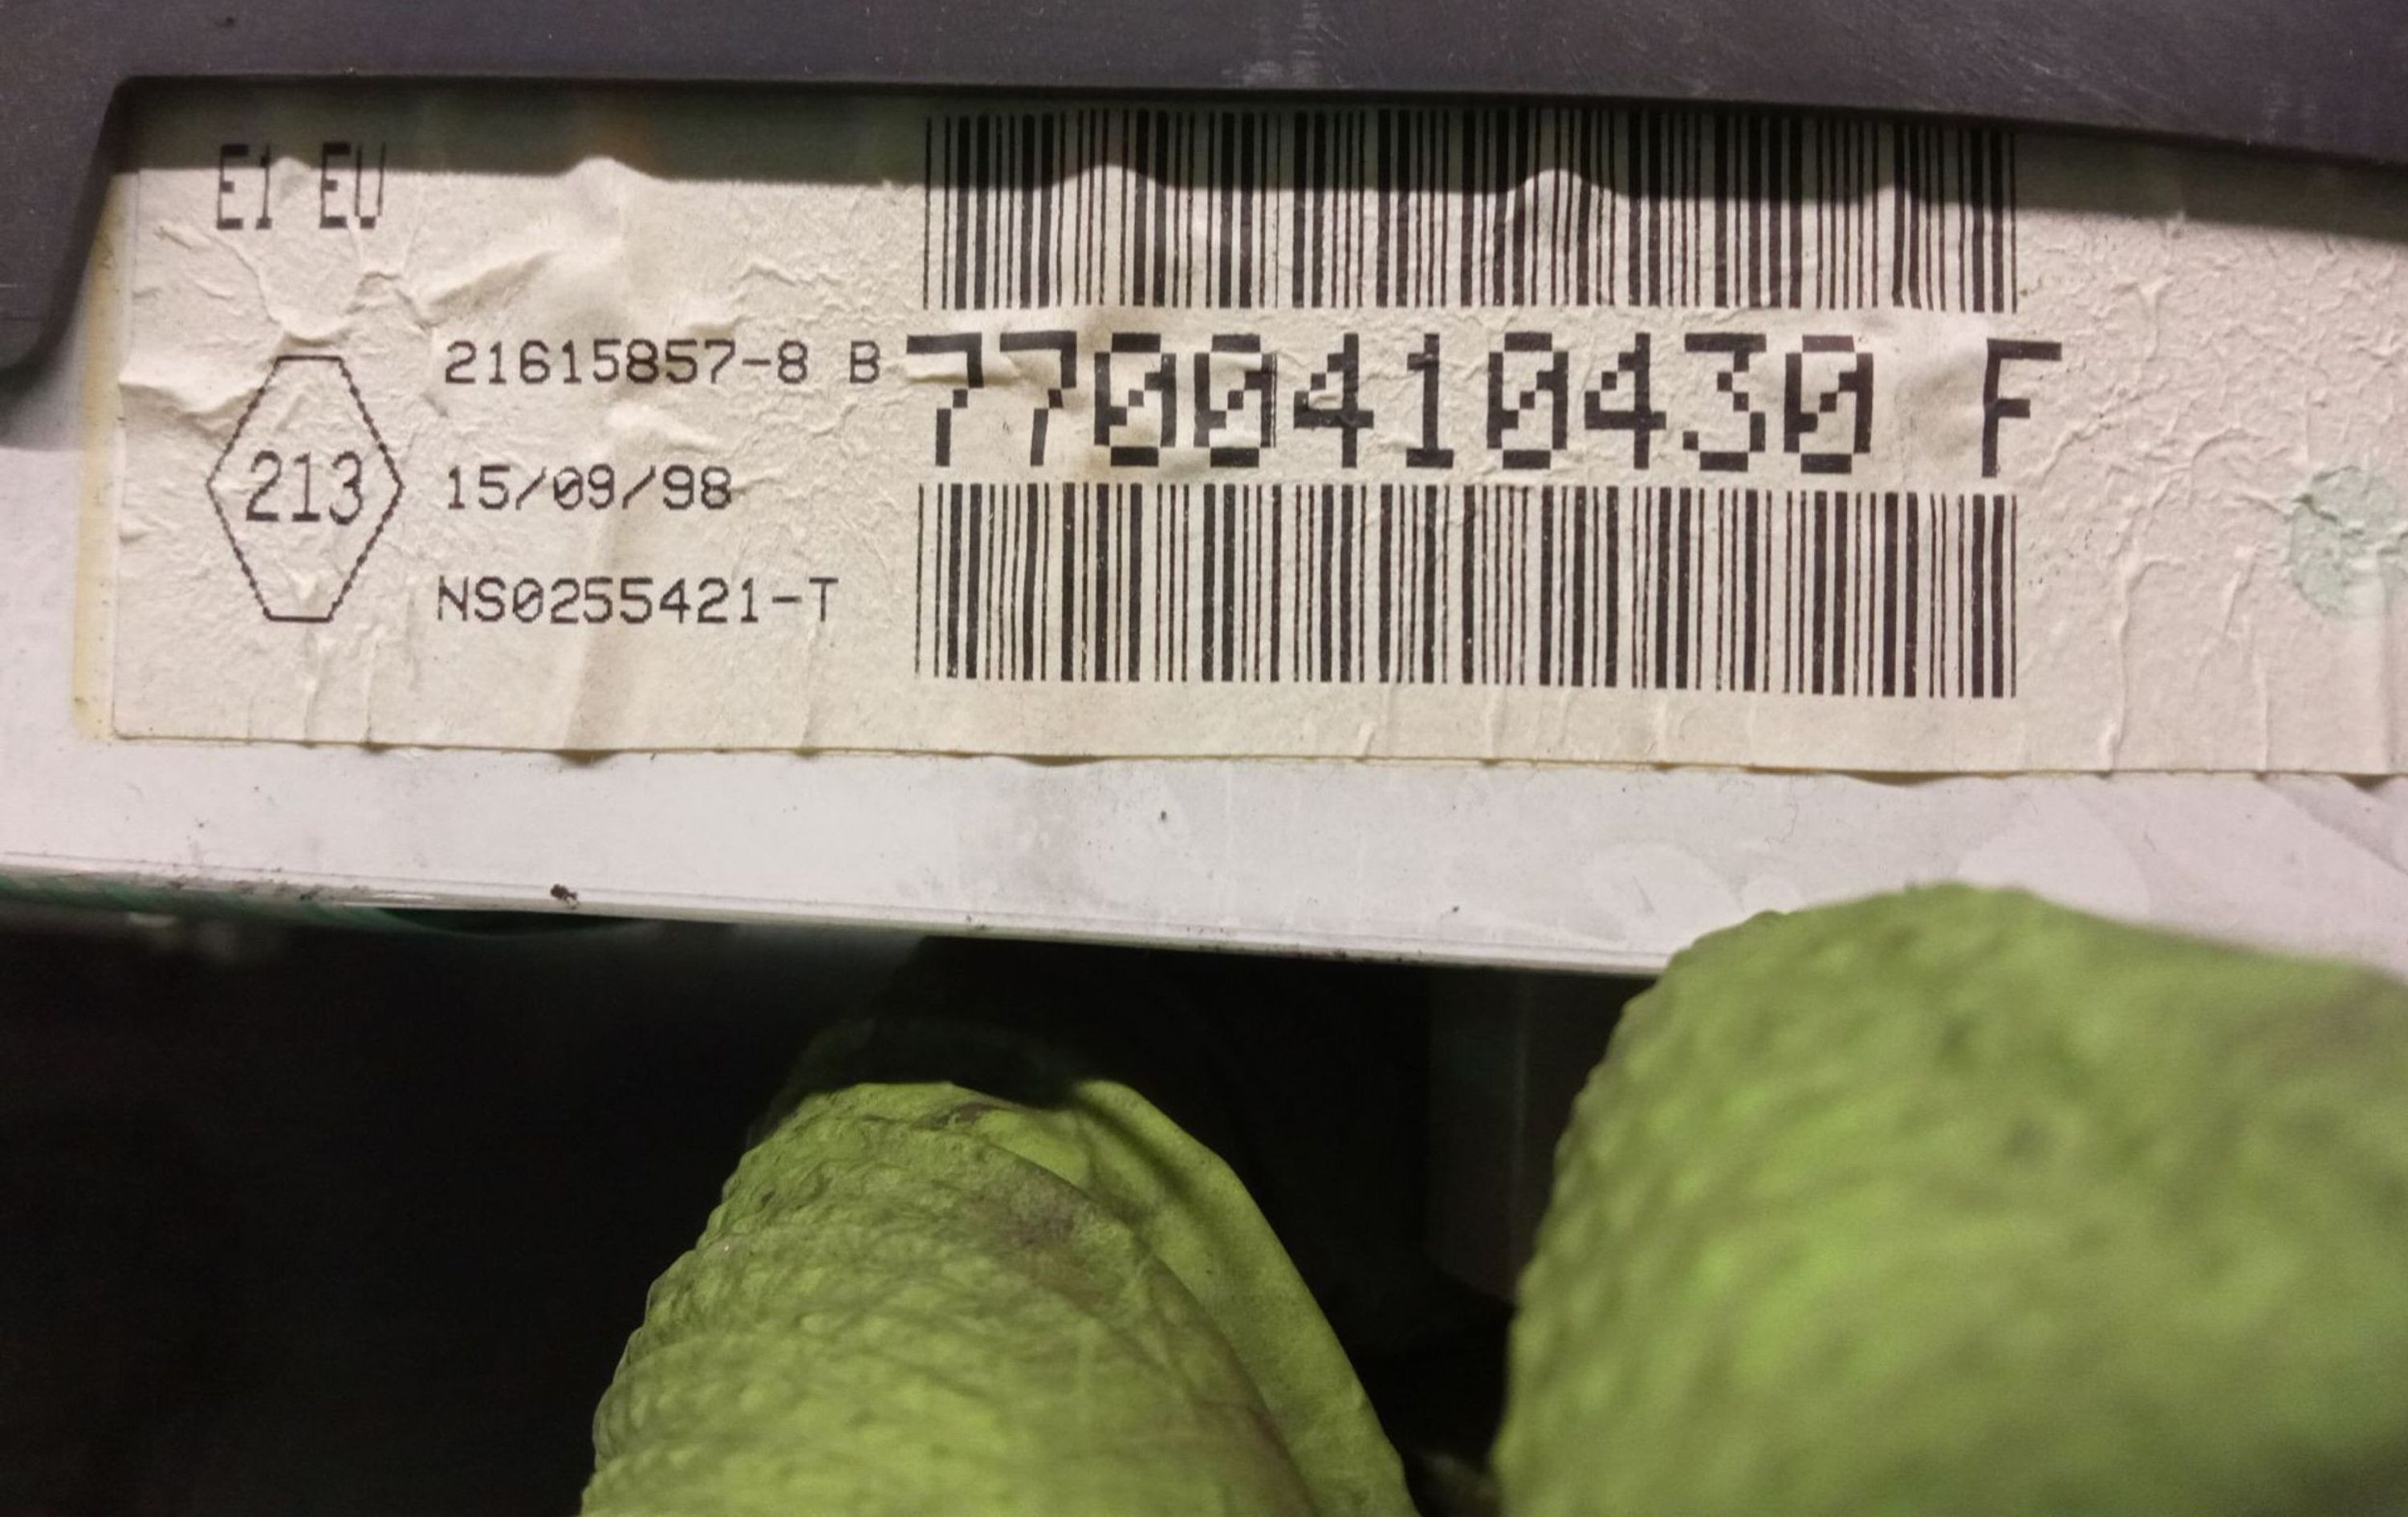 E1 EU
21615857-8 B
7700410430 F
213
15/09/98
NS0255421-T